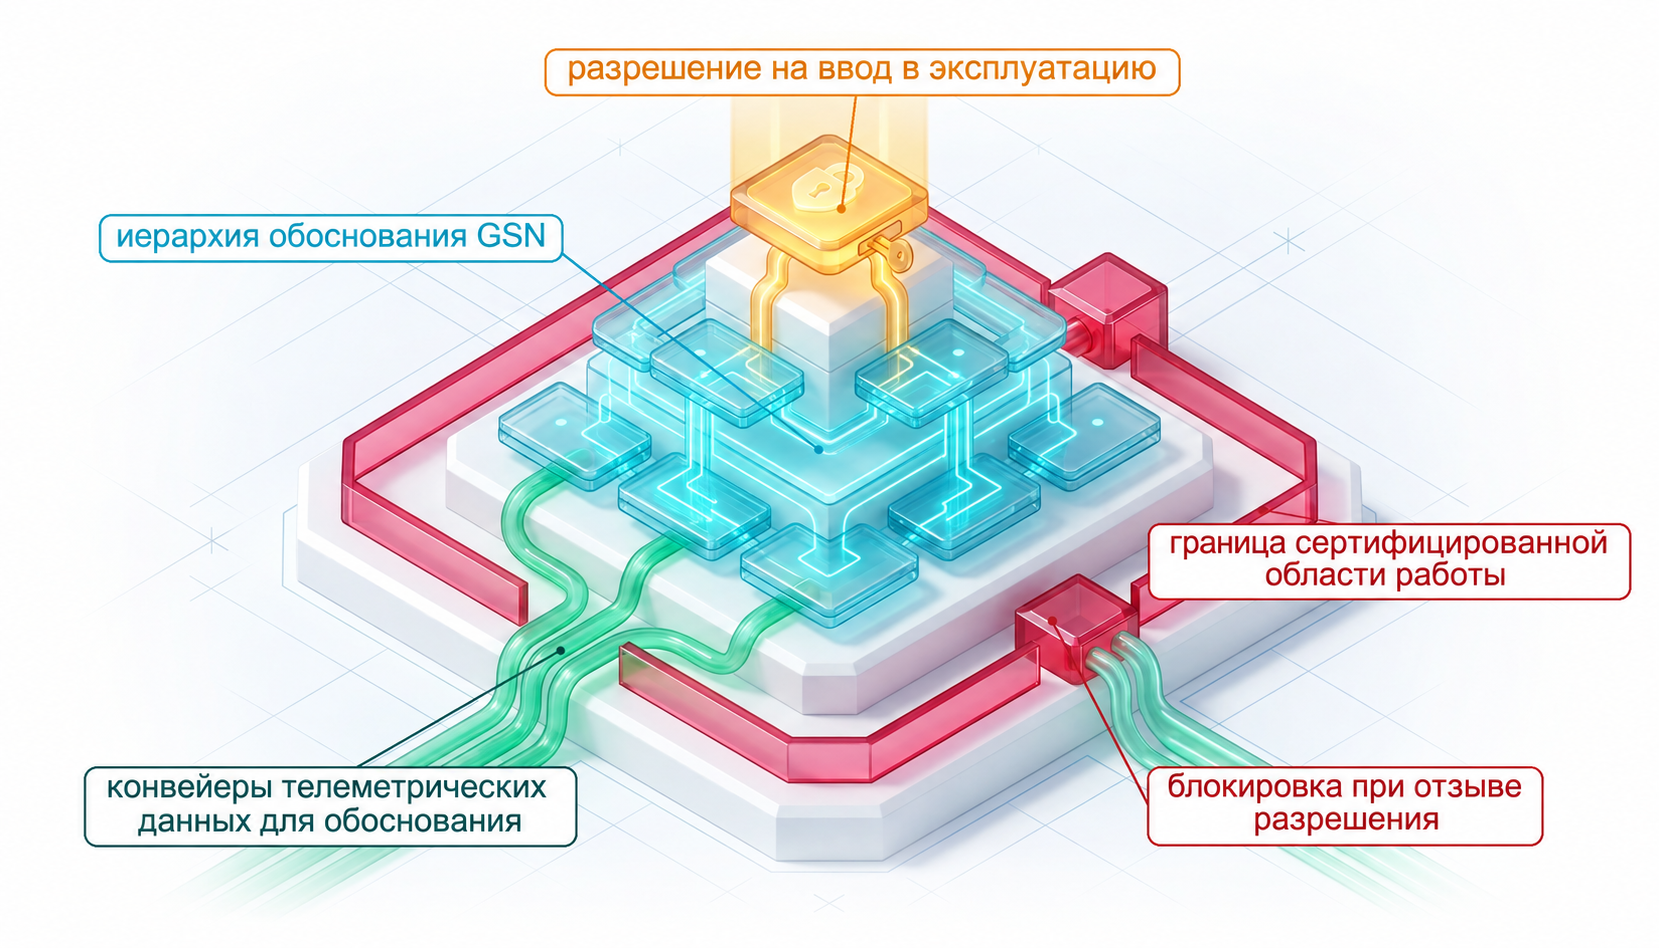 разрешение на ввод в эксплуатацию
иерархия обоснования GSN
граница сертифицированной
области работы
конвейеры телеметрических
данных для обоснования
блокировка при отзыве
разрешения